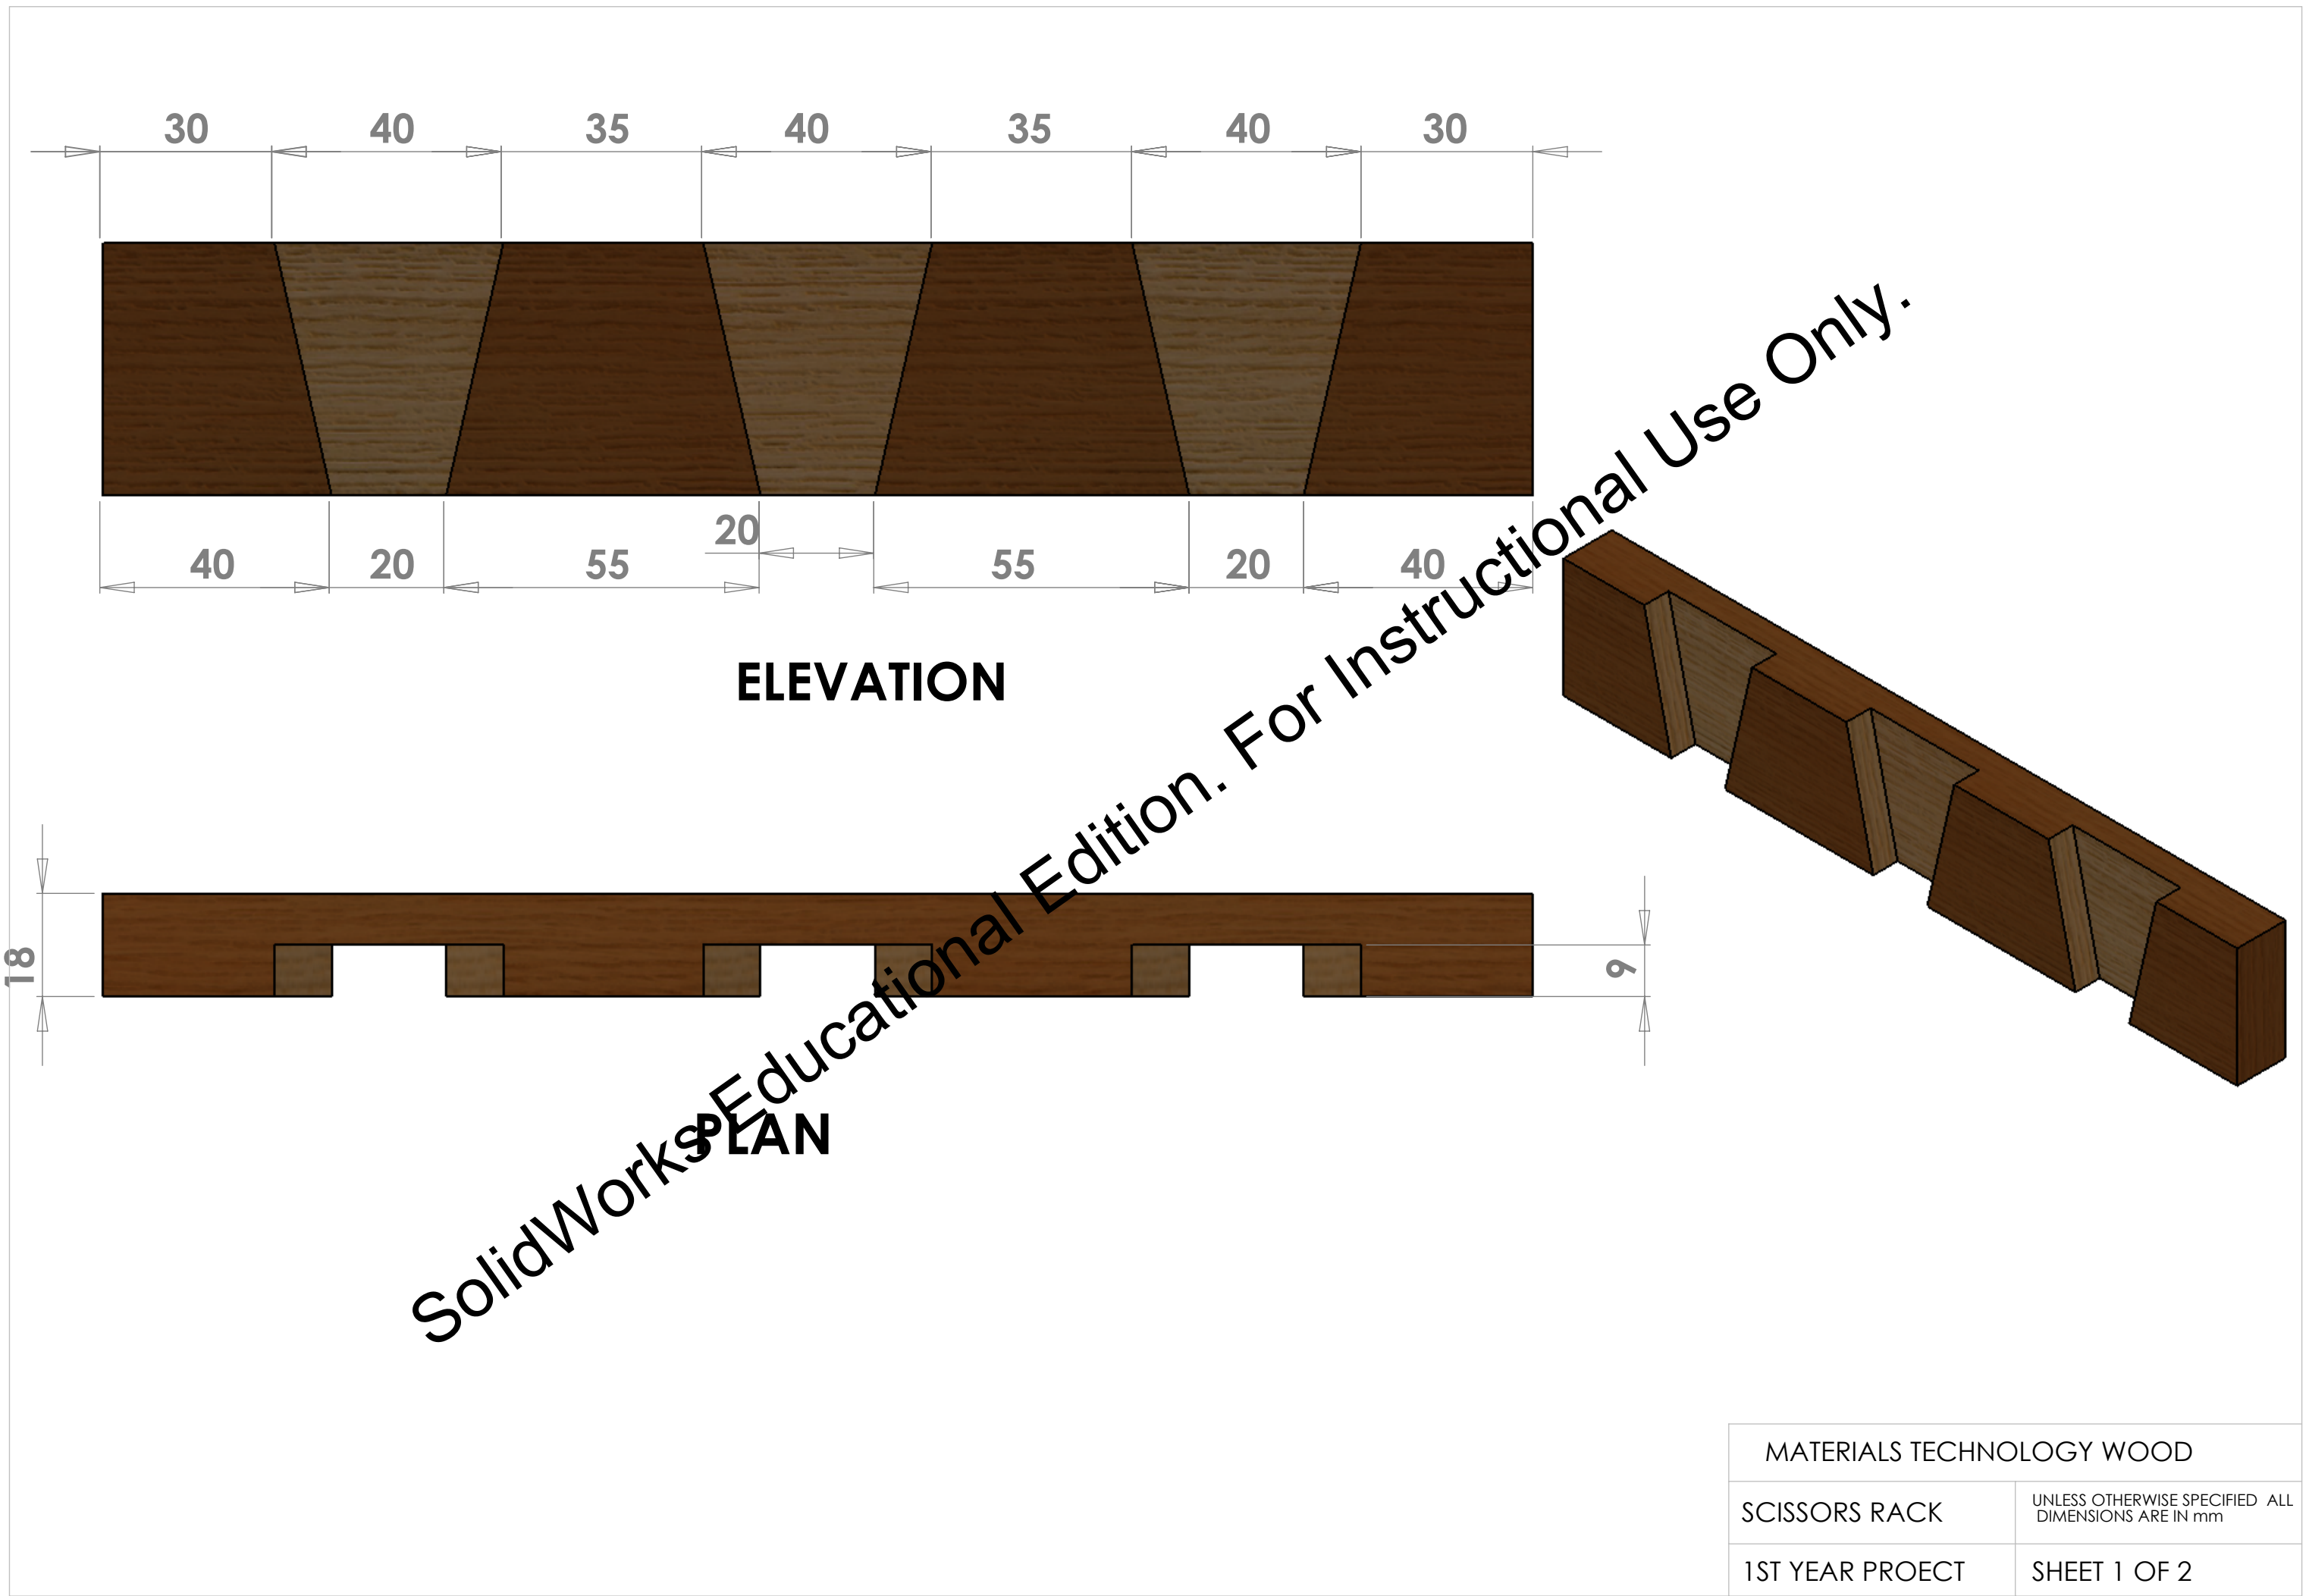 30 40 35 40 35 40 30
20
40 20 55 55 20 40
ELEVATION
18
9
PLAN
SolidWorks Educational Edition. For Instructional Use Only.
MATERIALS TECHNOLOGY WOOD
SCISSORS RACK
UNLESS OTHERWISE SPECIFIED ALL
DIMENSIONS ARE IN mm
1ST YEAR PROECT
SHEET 1 OF 2